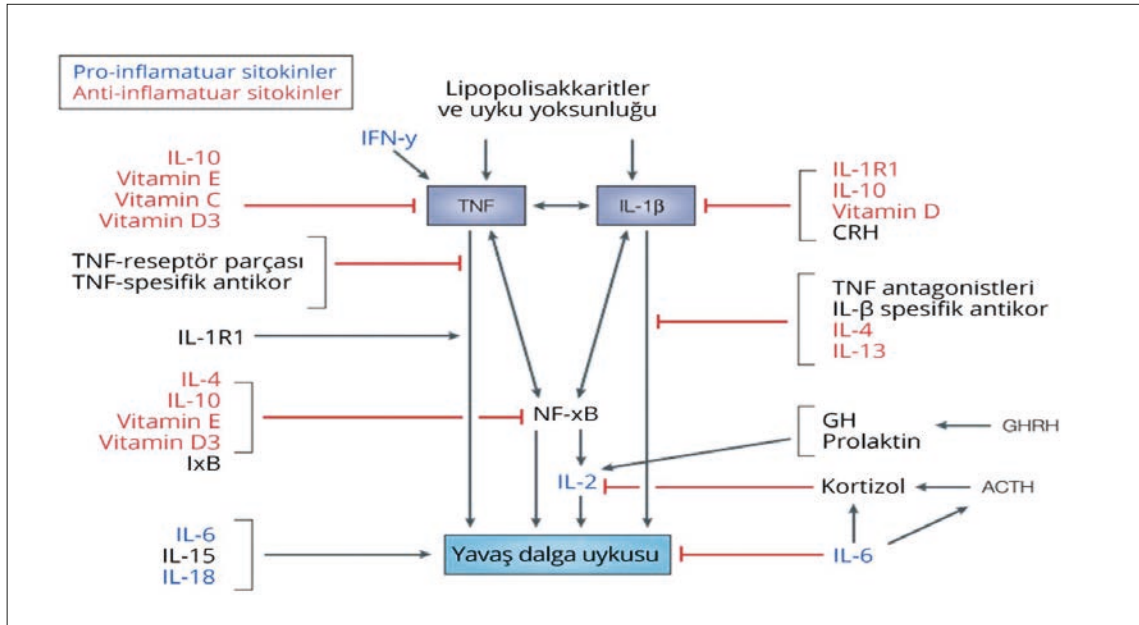 Pro-inflamatuar sitokinler
Anti-inflamatuar sitokinler
Lipopolisakkaritler
ve uyku yoksunluğu
IFN-y
IL-10
Vitamin E
Vitamin C
Vitamin D3
TNF
IL-1β
IL-1R1
IL-10
Vitamin D
CRH
TNF-reseptör parçası
TNF-spesifik antikor
TNF antagonistleri
IL-β spesifik antikor
IL-4
IL-13
IL-1R1
IL-4
IL-10
Vitamin E
Vitamin D3
IxB
NF-xB
GH
Prolaktin
GHRH
IL-2
Kortizol
ACTH
IL-6
IL-15
IL-18
Yavaş dalga uykusu
IL-6